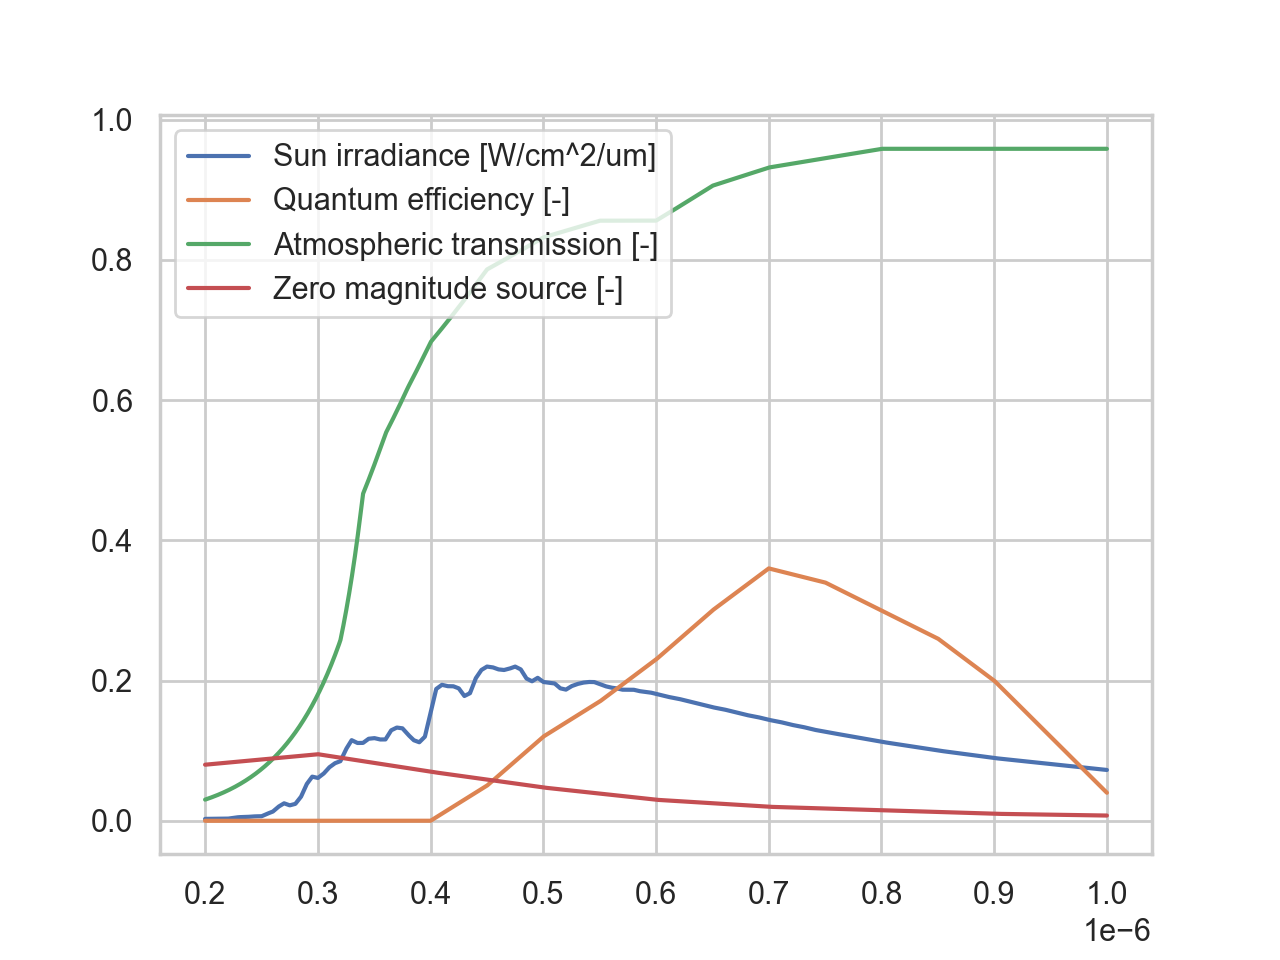 1.0
0.8
0.6
0.4
0.2
0.0
Sun irradiance [W/cm^2/um]
Quantum efficiency [-]
Atmospheric transmission [-]
Zero magnitude source [-]
0.2 0.3 0.4 0.5 0.6 0.7 0.8 0.9 1.0
1e−6